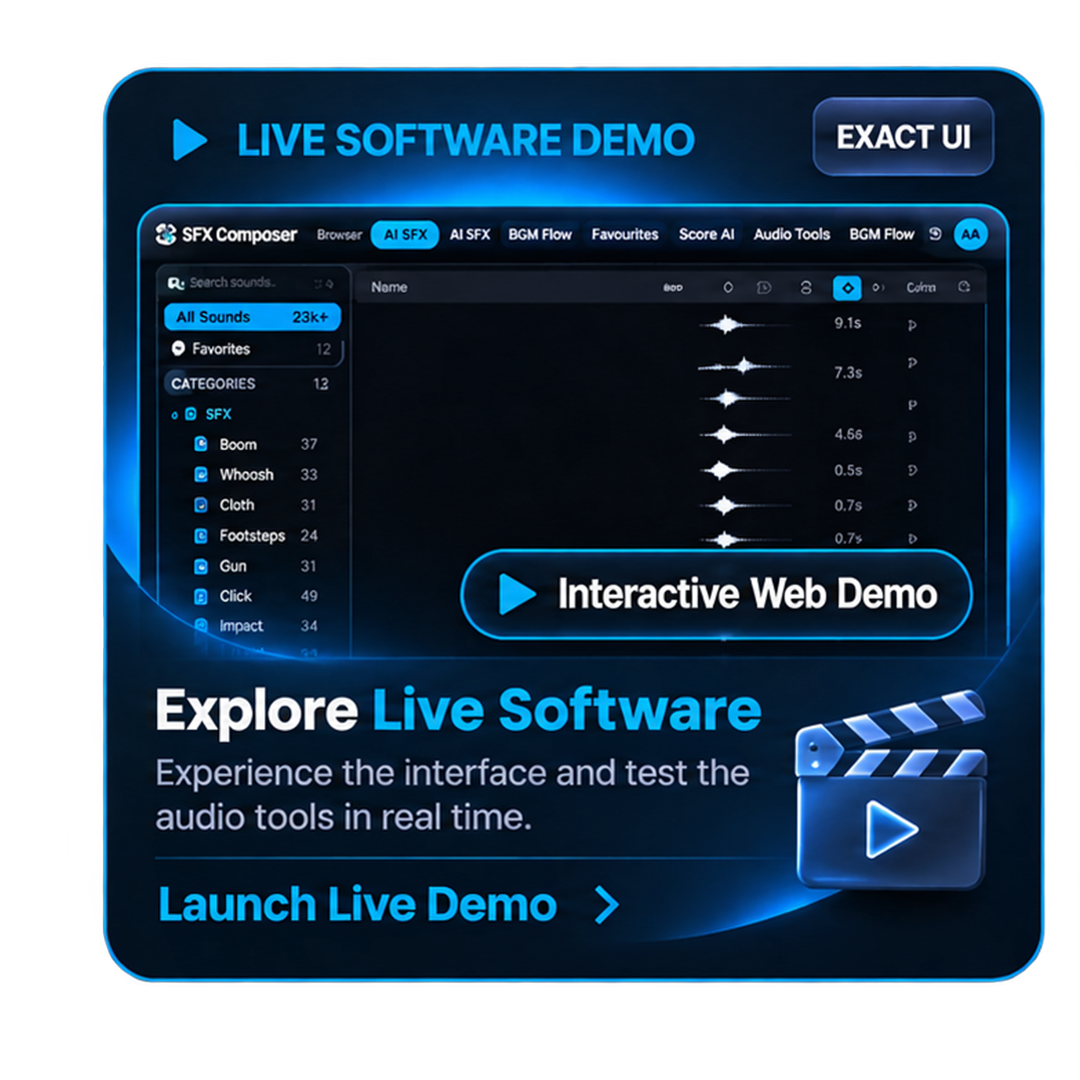 LIVE SOFTWARE DEMO
EXACT UI
SFX Composer Browser AI SFX AI SFX BGM Flow Favourites Score AI Audio Tools BGM Flow AA
Search sounds..
Name
All Sounds 23k+
9.1s
Favorites 12
7.3s
CATEGORIES 13
SFX
Boom 37
4.6s
Whoosh 33
0.5s
Cloth 31
0.7s
Footsteps 24
0.7s
Gun 31
Click 49
Impact 34
Interactive Web Demo
Explore Live Software
Experience the interface and test the
audio tools in real time.
Launch Live Demo